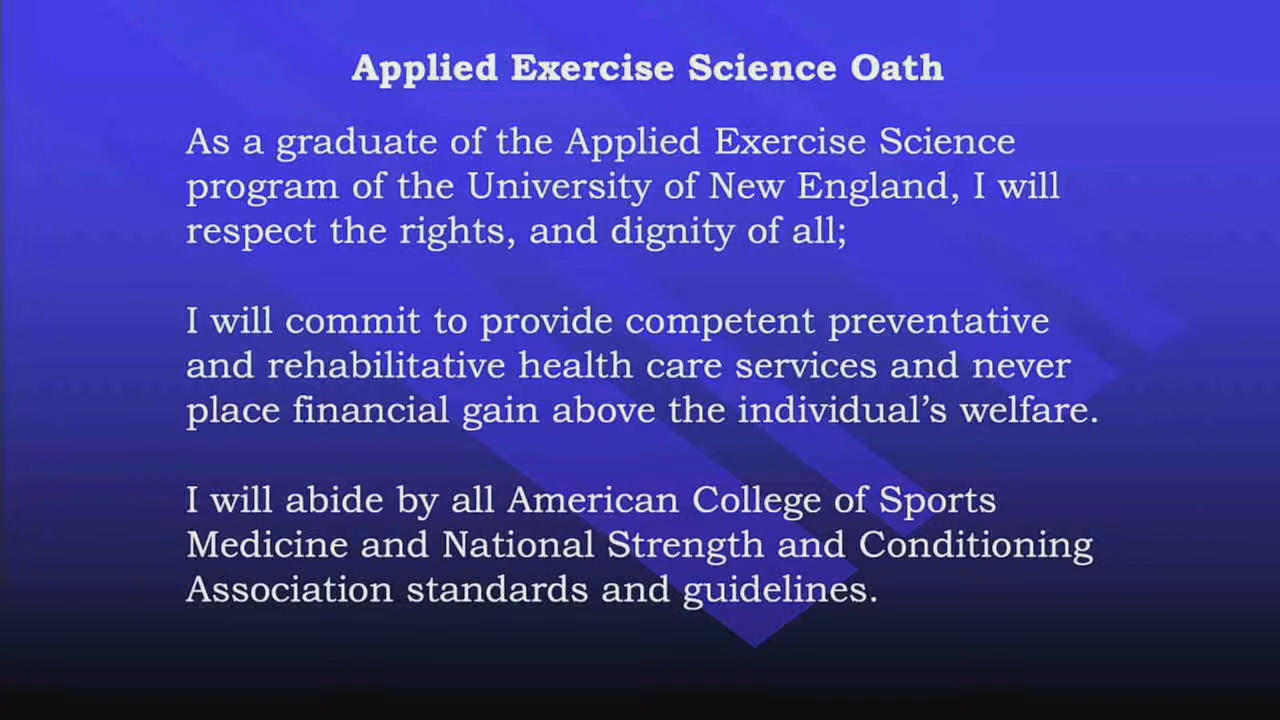 Applied Exercise Science Oath
As a graduate of the Applied Exercise Science
program of the University of New England, I will
respect the rights, and dignity of all;
I will commit to provide competent preventative
and rehabilitative health care services and never
place financial gain above the individual’s welfare.
I will abide by all American College of Sports
Medicine and National Strength and Conditioning
Association standards and guidelines.